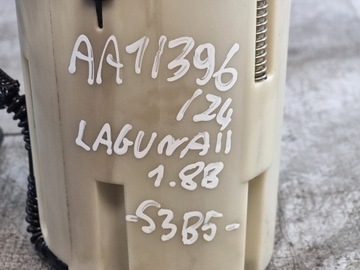 AA11396
/24
LAGUNAII
1.8B
-S3B5-